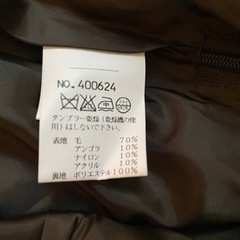 NO. 400624
タンブラー乾燥(乾燥機の使
用)はしないで下さい。
表地 毛 70%
アンゴラ 10%
ナイロン 10%
アクリル 10%
裏地 ポリエステル100%